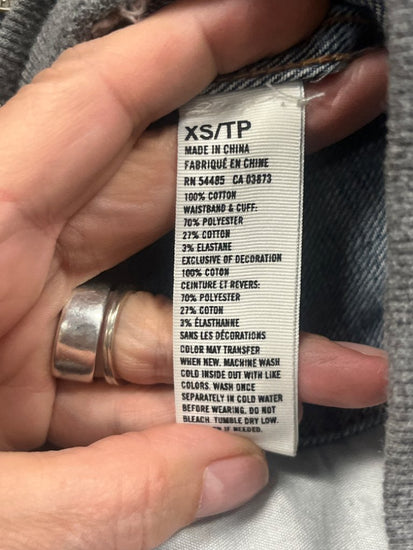 XS/TP
MADE IN CHINA
FABRIQUÉ EN CHINE
RN 54485 CA 03873
100% COTTON
WAISTBAND & CUFF:
70% POLYESTER
27% COTTON
3% ELASTANE
EXCLUSIVE OF DECORATION
100% COTON
CEINTURE ET REVERS:
70% POLYESTER
27% COTON
3% ÉLASTHANNE
SANS LES DÉCORATIONS
COLOR MAY TRANSFER
WHEN NEW. MACHINE WASH
COLD INSIDE OUT WITH LIKE
COLORS. WASH ONCE
SEPARATELY IN COLD WATER
BEFORE WEARING. DO NOT
BLEACH. TUMBLE DRY LOW.
IF NEEDED.